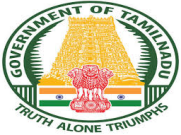 GOVERNMENT OF TAMILNADU
TRUTH ALONE TRIUMPHS